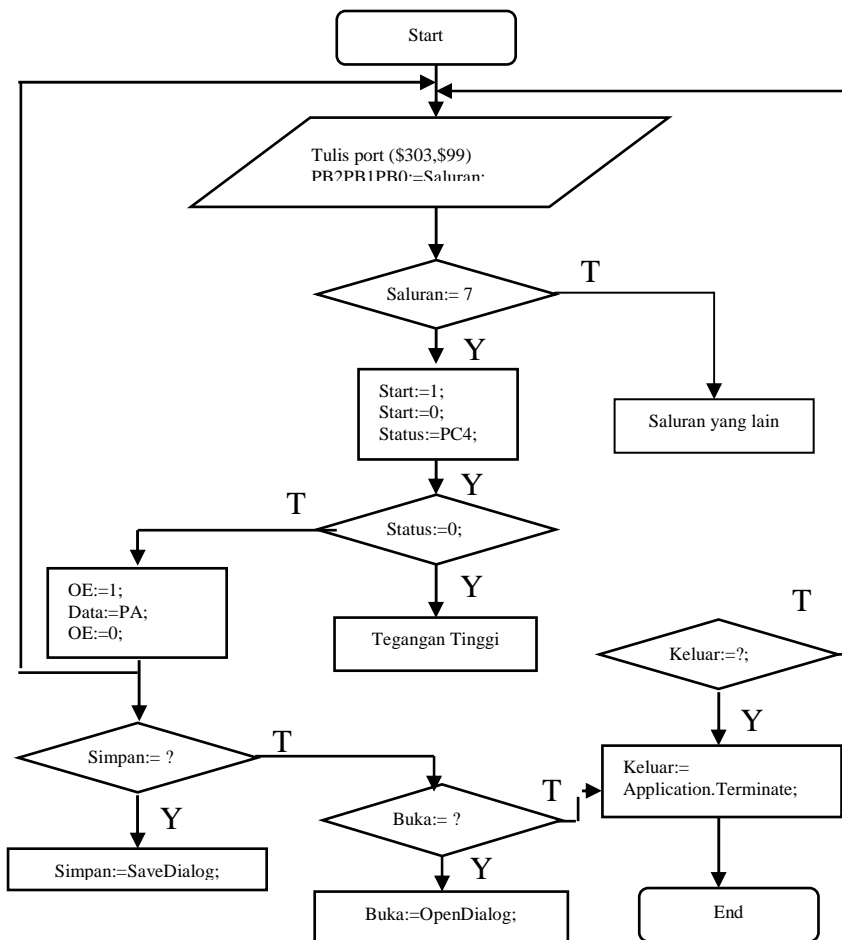 Start
Tulis port ($303,$99)
PB2PB1PB0:=Saluran;
Saluran:= 7
T
Y
Start:=1;
Start:=0;
Status:=PC4;
Saluran yang lain
Y
T
Status:=0;
OE:=1;
Data:=PA;
OE:=0;
Y
Tegangan Tinggi
T
Keluar:=?;
Y
Simpan:= ?
T
Keluar:=
Application.Terminate;
T
Buka:= ?
Y
Simpan:=SaveDialog;
Y
Buka:=OpenDialog;
End